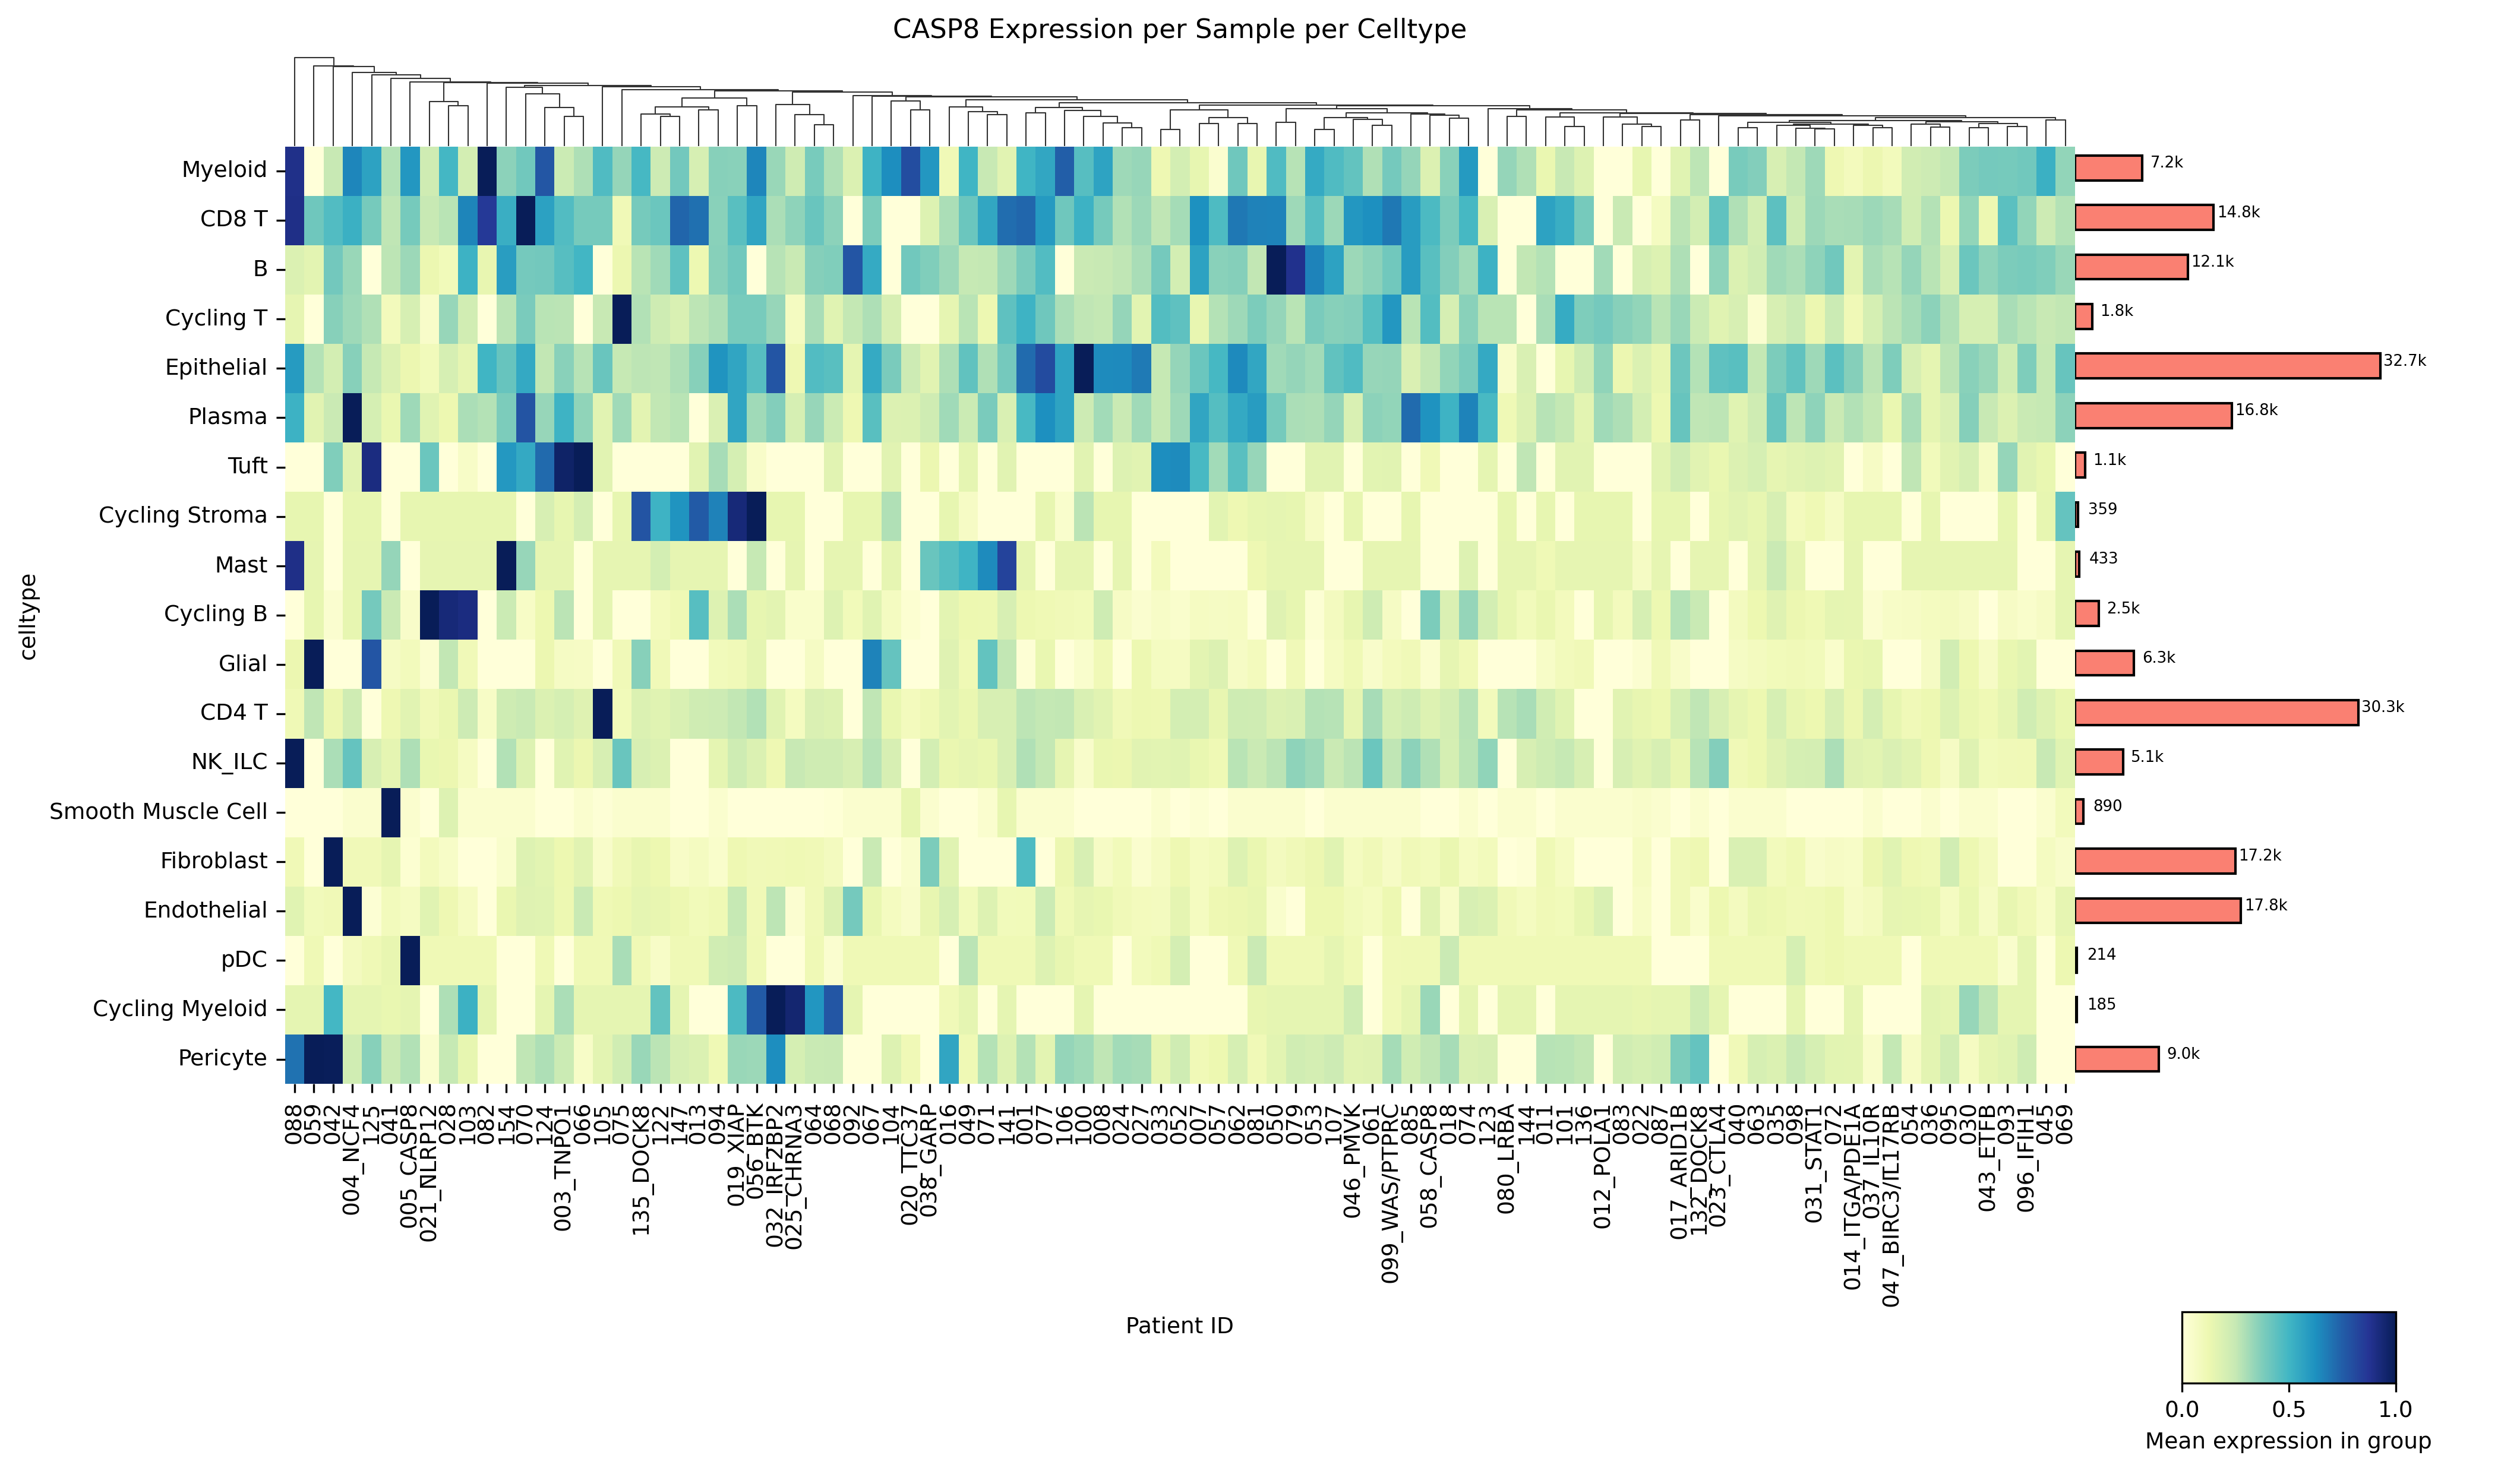 CASP8 Expression per Sample per Celltype
celltype
Myeloid
CD8 T
B
Cycling T
Epithelial
Plasma
Tuft
Cycling Stroma
Mast
Cycling B
Glial
CD4 T
NK_ILC
Smooth Muscle Cell
Fibroblast
Endothelial
pDC
Cycling Myeloid
Pericyte
7.2k
14.8k
12.1k
1.8k
32.7k
16.8k
1.1k
359
433
2.5k
6.3k
30.3k
5.1k
890
17.2k
17.8k
214
185
9.0k
088
059
042
004_NCF4
125
041
005_CASP8
021_NLRP12
028
103
082
154
070
124
003_TNPO1
066
105
075
135_DOCK8
122
147
013
094
019_XIAP
056_BTK
032_IRF2BP2
025_CHRNA3
064
068
092
067
104
020_TTC37
038_GARP
016
049
071
141
001
077
106
100
008
024
027
033
052
007
057
062
081
050
079
053
107
046_PMVK
061
099_WAS/PTPRC
085
058_CASP8
018
074
123
080_LRBA
144
011
101
136
012_POLA1
083
022
087
017_ARID1B
132_DOCK8
023_CTLA4
040
063
035
098
031_STAT1
072
014_ITGA/PDE1A
037_IL10R
047_BIRC3/IL17RB
054
036
095
030
043_ETFB
093
096_IFIH1
045
069
Patient ID
0.0
0.5
1.0
Mean expression in group